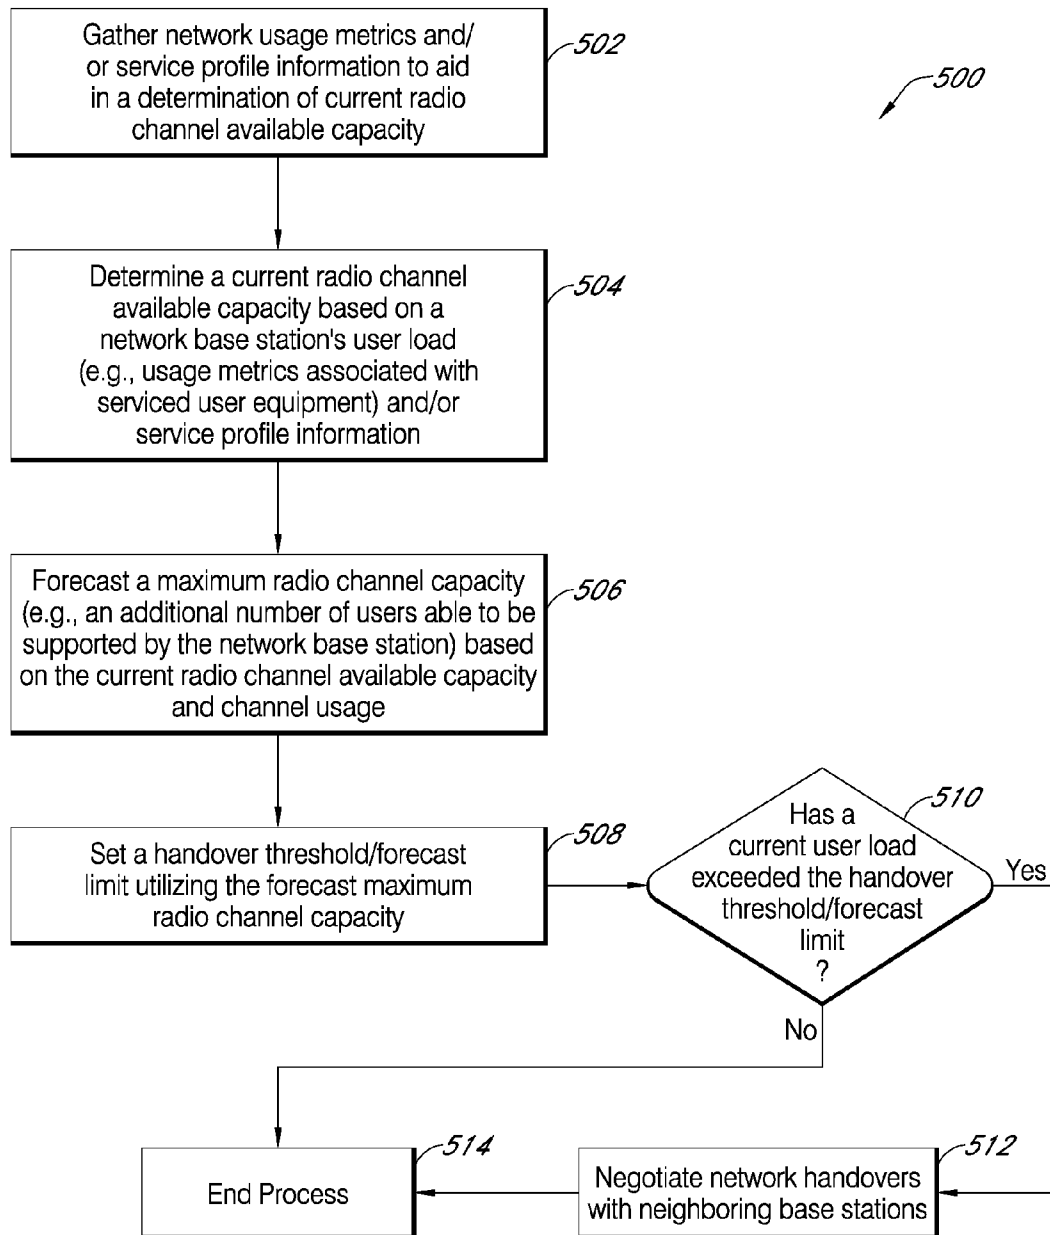 Gather network usage metrics and/
or service profile information to aid
in a determination of current radio
channel available capacity
502
500
Determine a current radio channel
available capacity based on a
network base station's user load
(e.g., usage metrics associated with
serviced user equipment) and/or
service profile information
504
Forecast a maximum radio channel capacity
(e.g., an additional number of users able to be
supported by the network base station) based
on the current radio channel available capacity
and channel usage
506
Set a handover threshold/forecast
limit utilizing the forecast maximum
radio channel capacity
508
Has a
current user load
exceeded the handover
threshold/forecast
limit
?
510
Yes
No
End Process
514
Negotiate network handovers
with neighboring base stations
512